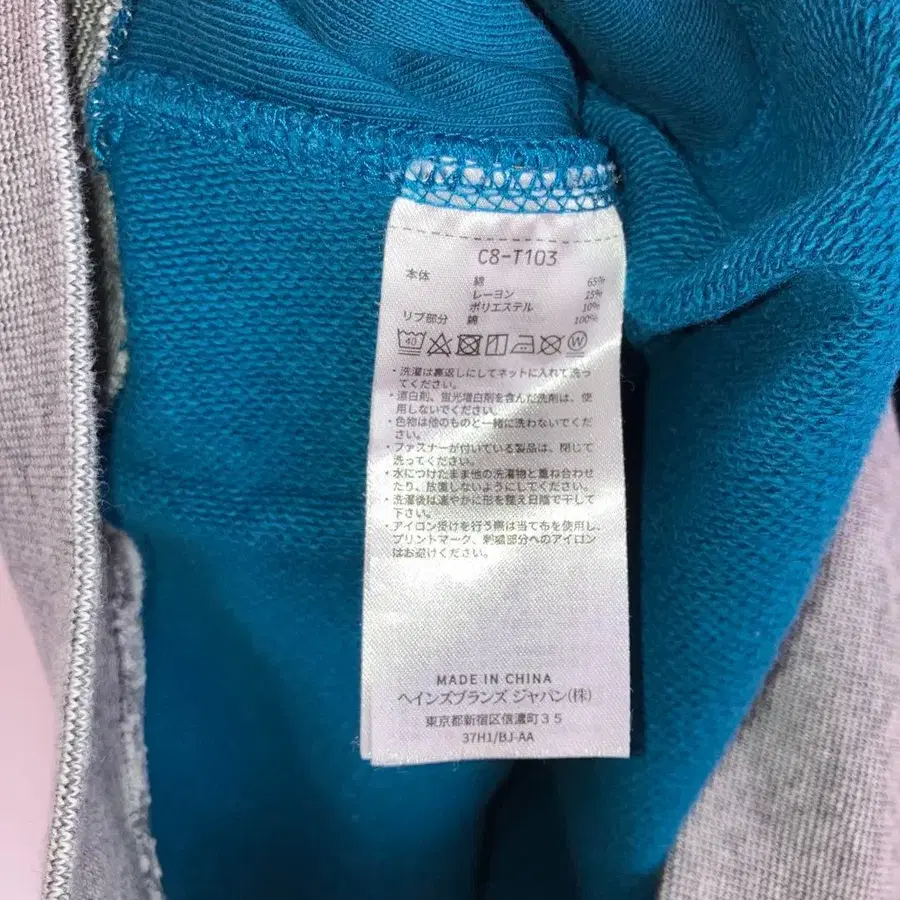 C8-T103
本体 綿 65%
レーヨン 25%
ポリエステル 10%
リブ部分 綿 100%
40 W
・洗濯は裏返しにしてネットに入れて洗っ
てください。
・漂白剤、蛍光増白剤を含んだ洗剤は、使
用しないでください。
・色物は他のものと一緒に洗わないでくだ
さい。
・ファスナーが付いている製品は、閉じて
洗ってください。
・水につけたまま他の洗濯物と重ね合わせ
たり、放置しないようにしてください。
・洗濯後は速やかに形を整え日陰で干して
下さい。
・アイロン掛けを行う際は当て布を使用し、
プリントマーク、刺繍部分へのアイロン
はお避けください。
MADE IN CHINA
ヘインズブランズ ジャパン(株)
東京都新宿区信濃町35
37H1/BJ-AA